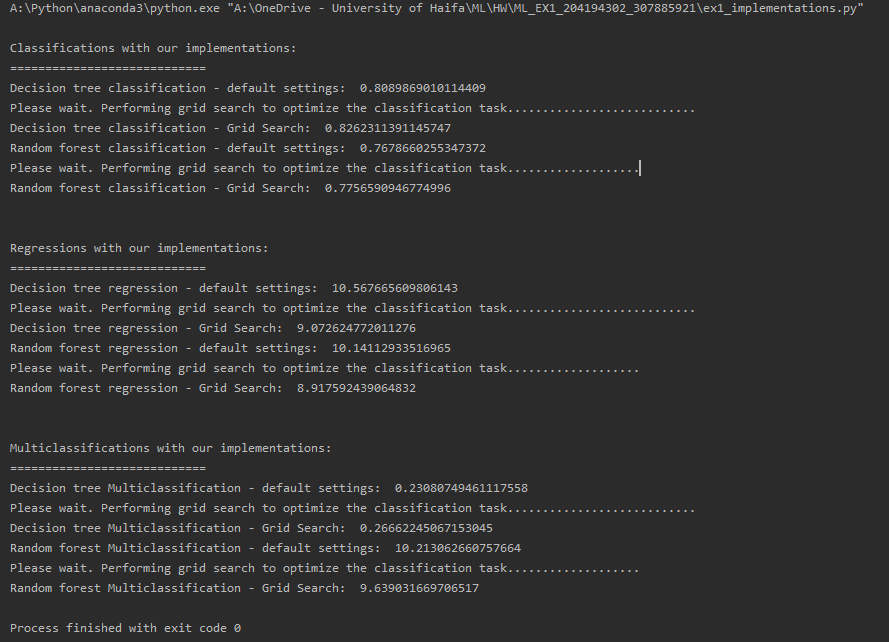 A:\Python\anaconda3\python.exe "A:\OneDrive - University of Haifa\ML\HW\ML_EX1_204194302_307885921\ex1_implementations.py"
Classifications with our implementations:
============================
Decision tree classification - default settings:  0.8089869010114409
Please wait. Performing grid search to optimize the classification task...........................
Decision tree classification - Grid Search:  0.8262311391145747
Random forest classification - default settings:  0.7678660255347372
Please wait. Performing grid search to optimize the classification task...................
Random forest classification - Grid Search:  0.7756590946774996
Regressions with our implementations:
============================
Decision tree regression - default settings:  10.567665609806143
Please wait. Performing grid search to optimize the classification task...........................
Decision tree regression - Grid Search:  9.072624772011276
Random forest regression - default settings:  10.14112933516965
Please wait. Performing grid search to optimize the classification task...................
Random forest regression - Grid Search:  8.917592439064832
Multiclassifications with our implementations:
============================
Decision tree Multiclassification - default settings:  0.23080749461117558
Please wait. Performing grid search to optimize the classification task...........................
Decision tree Multiclassification - Grid Search:  0.26662245067153045
Random forest Multiclassification - default settings:  10.213062660757664
Please wait. Performing grid search to optimize the classification task...................
Random forest Multiclassification - Grid Search:  9.639031669706517
Process finished with exit code 0